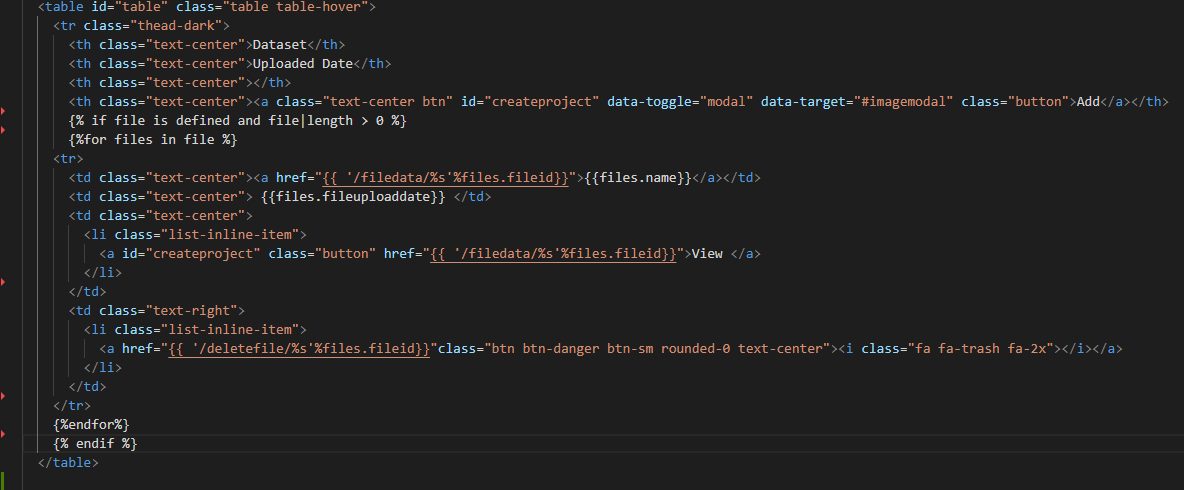 <table id="table" class="table table-hover">
<tr class="thead-dark">
<th class="text-center">Dataset</th>
<th class="text-center">Uploaded Date</th>
<th class="text-center"></th>
<th class="text-center"><a class="text-center btn" id="createproject" data-toggle="modal" data-target="#imagemodal" class="button">Add</a></th>
{% if file is defined and file|length > 0 %}
{%for files in file %}
<tr>
<td class="text-center"><a href="{{ '/filedata/%s'%files.fileid}}">{{files.name}}</a></td>
<td class="text-center"> {{files.fileuploaddate}} </td>
<td class="text-center">
<li class="list-inline-item">
<a id="createproject" class="button" href="{{ '/filedata/%s'%files.fileid}}">View </a>
</li>
</td>
<td class="text-right">
<li class="list-inline-item">
<a href="{{ '/deletefile/%s'%files.fileid}}"class="btn btn-danger btn-sm rounded-0 text-center"><i class="fa fa-trash fa-2x"></i></a>
</li>
</td>
</tr>
{%endfor%}
{% endif %}
</table>